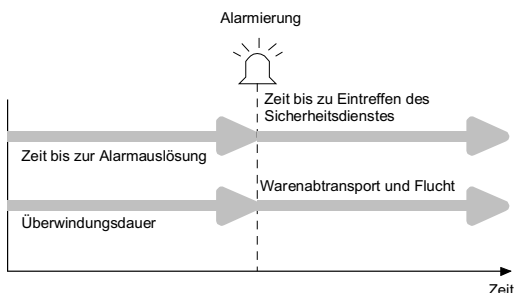 Alarmierung
Zeit bis zu Eintreffen des
Sicherheitsdienstes
Zeit bis zur Alarmauslösung
Warenabtransport und Flucht
Überwindungsdauer
Zeit